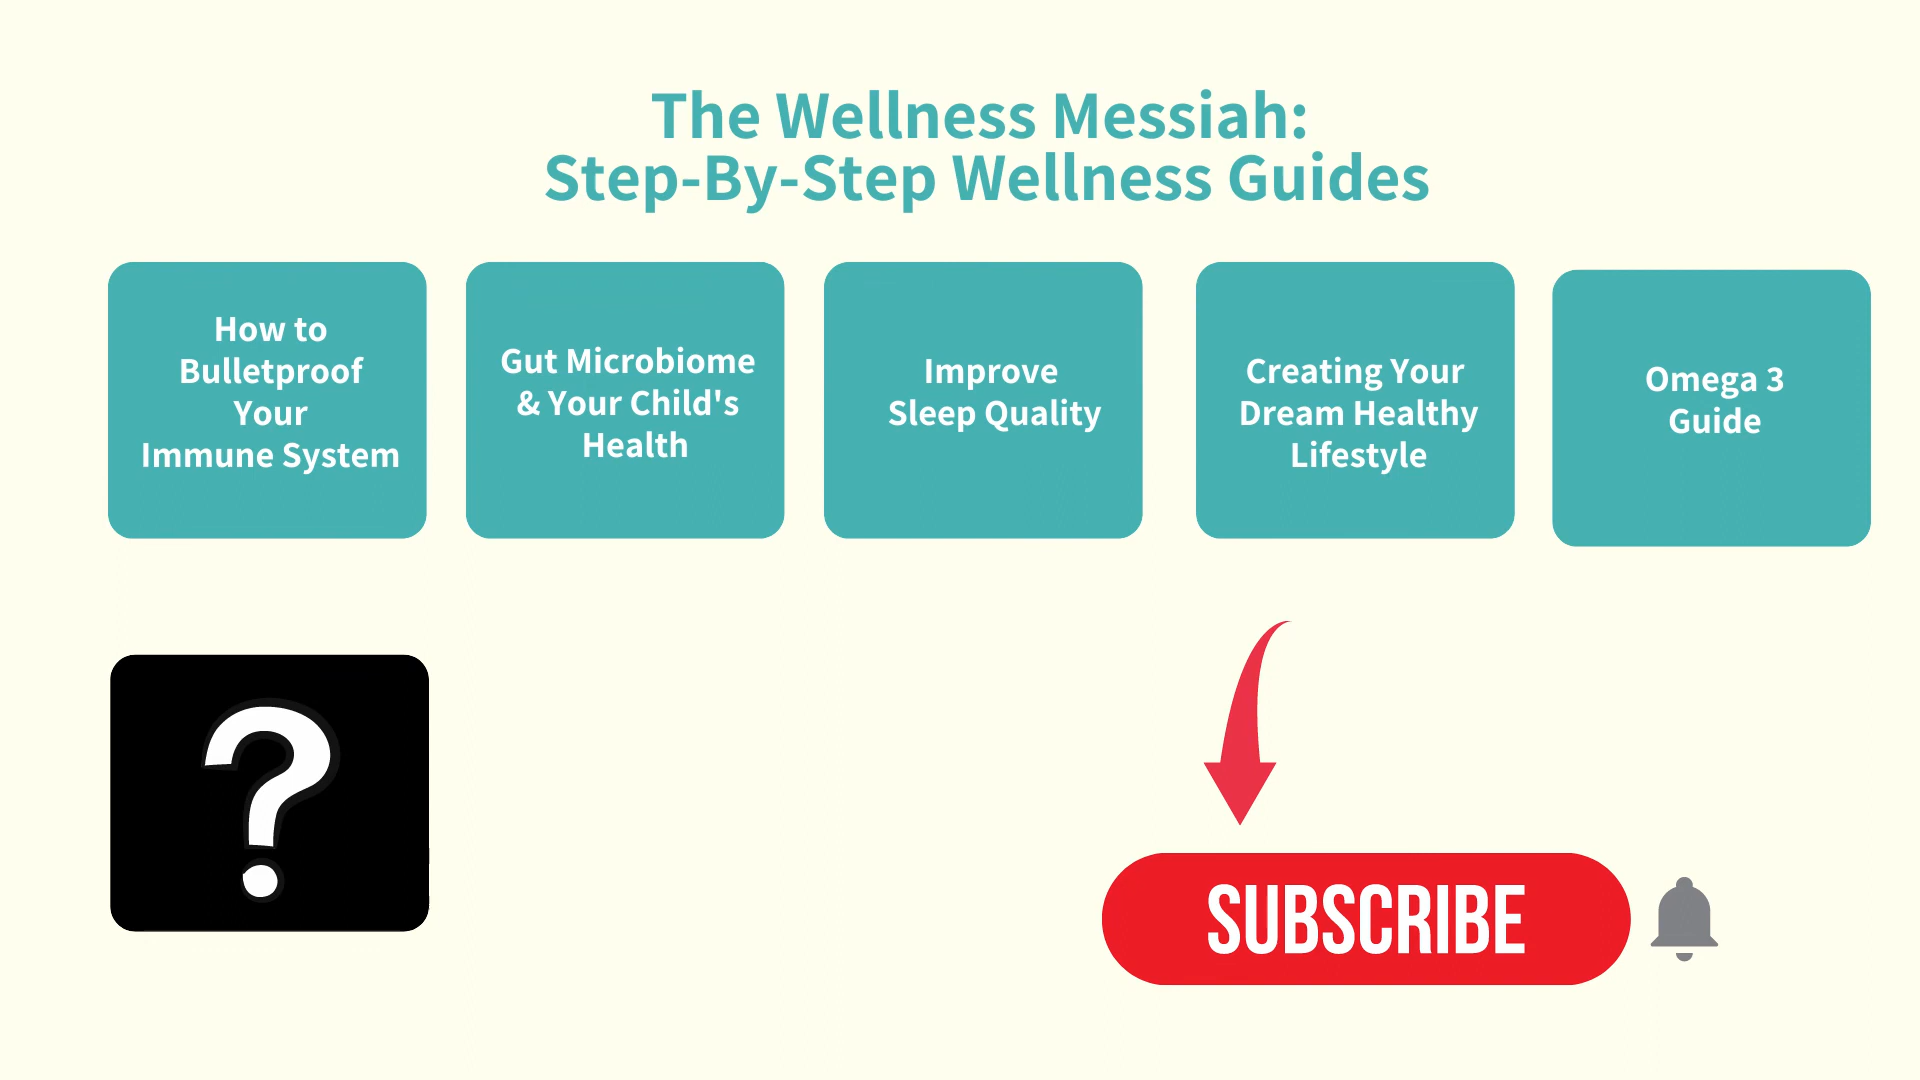 The Wellness Messiah:
Step-By-Step Wellness Guides
How to
Bulletproof
Your
Immune System
Gut Microbiome
& Your Child's
Health
Improve
Sleep Quality
Creating Your
Dream Healthy
Lifestyle
Omega 3
Guide
?
SUBSCRIBE